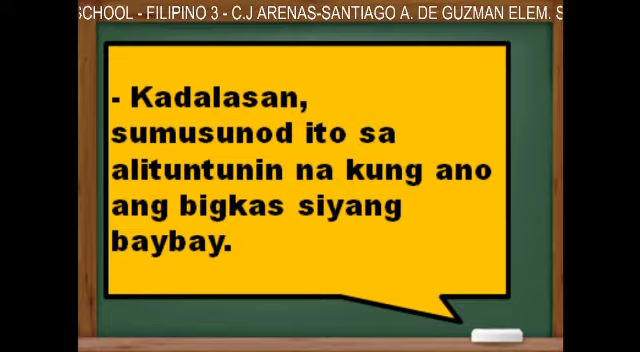 SCHOOL - FILIPINO 3 - C.J ARENAS-SANTIAGO A. DE GUZMAN ELEM. S
- Kadalasan,
sumusunod ito sa
alituntunin na kung ano
ang bigkas siyang
baybay.